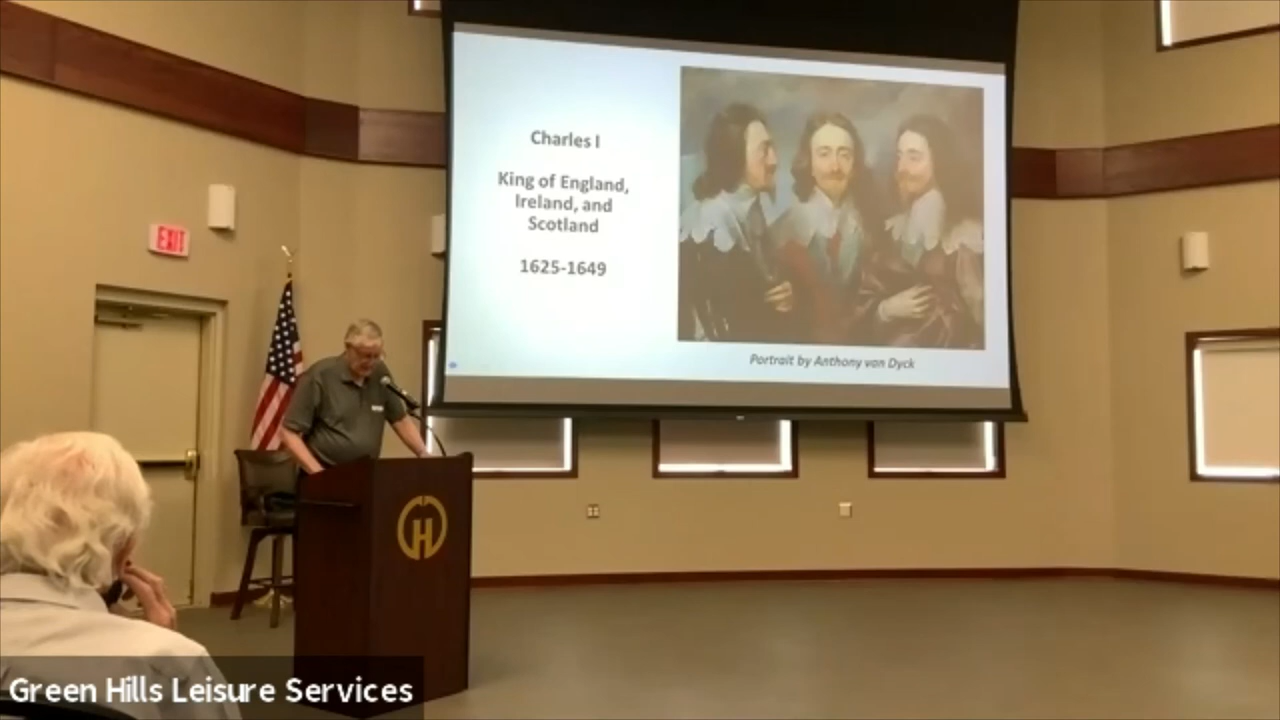 Charles I
King of England,
Ireland, and
Scotland
1625-1649
Portrait by Anthony van Dyck
EXIT
GH
Green Hills Leisure Services